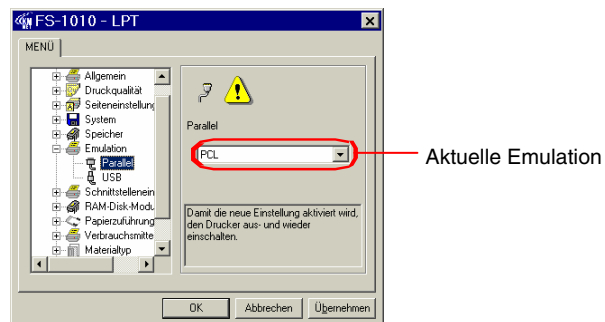 FS-1010 - LPT
MENÜ
Allgemein
Druckqualität
Seiteneinstellung
System
Speicher
Emulation
Parallel
USB
Schnittstellenein
RAM-Disk-Modu
Papierzuführung
Verbrauchsmitte
Materialtyp
Parallel
PCL
Damit die neue Einstellung aktiviert wird,
den Drucker aus- und wieder
einschalten.
Aktuelle Emulation
OK Abbrechen Übernehmen